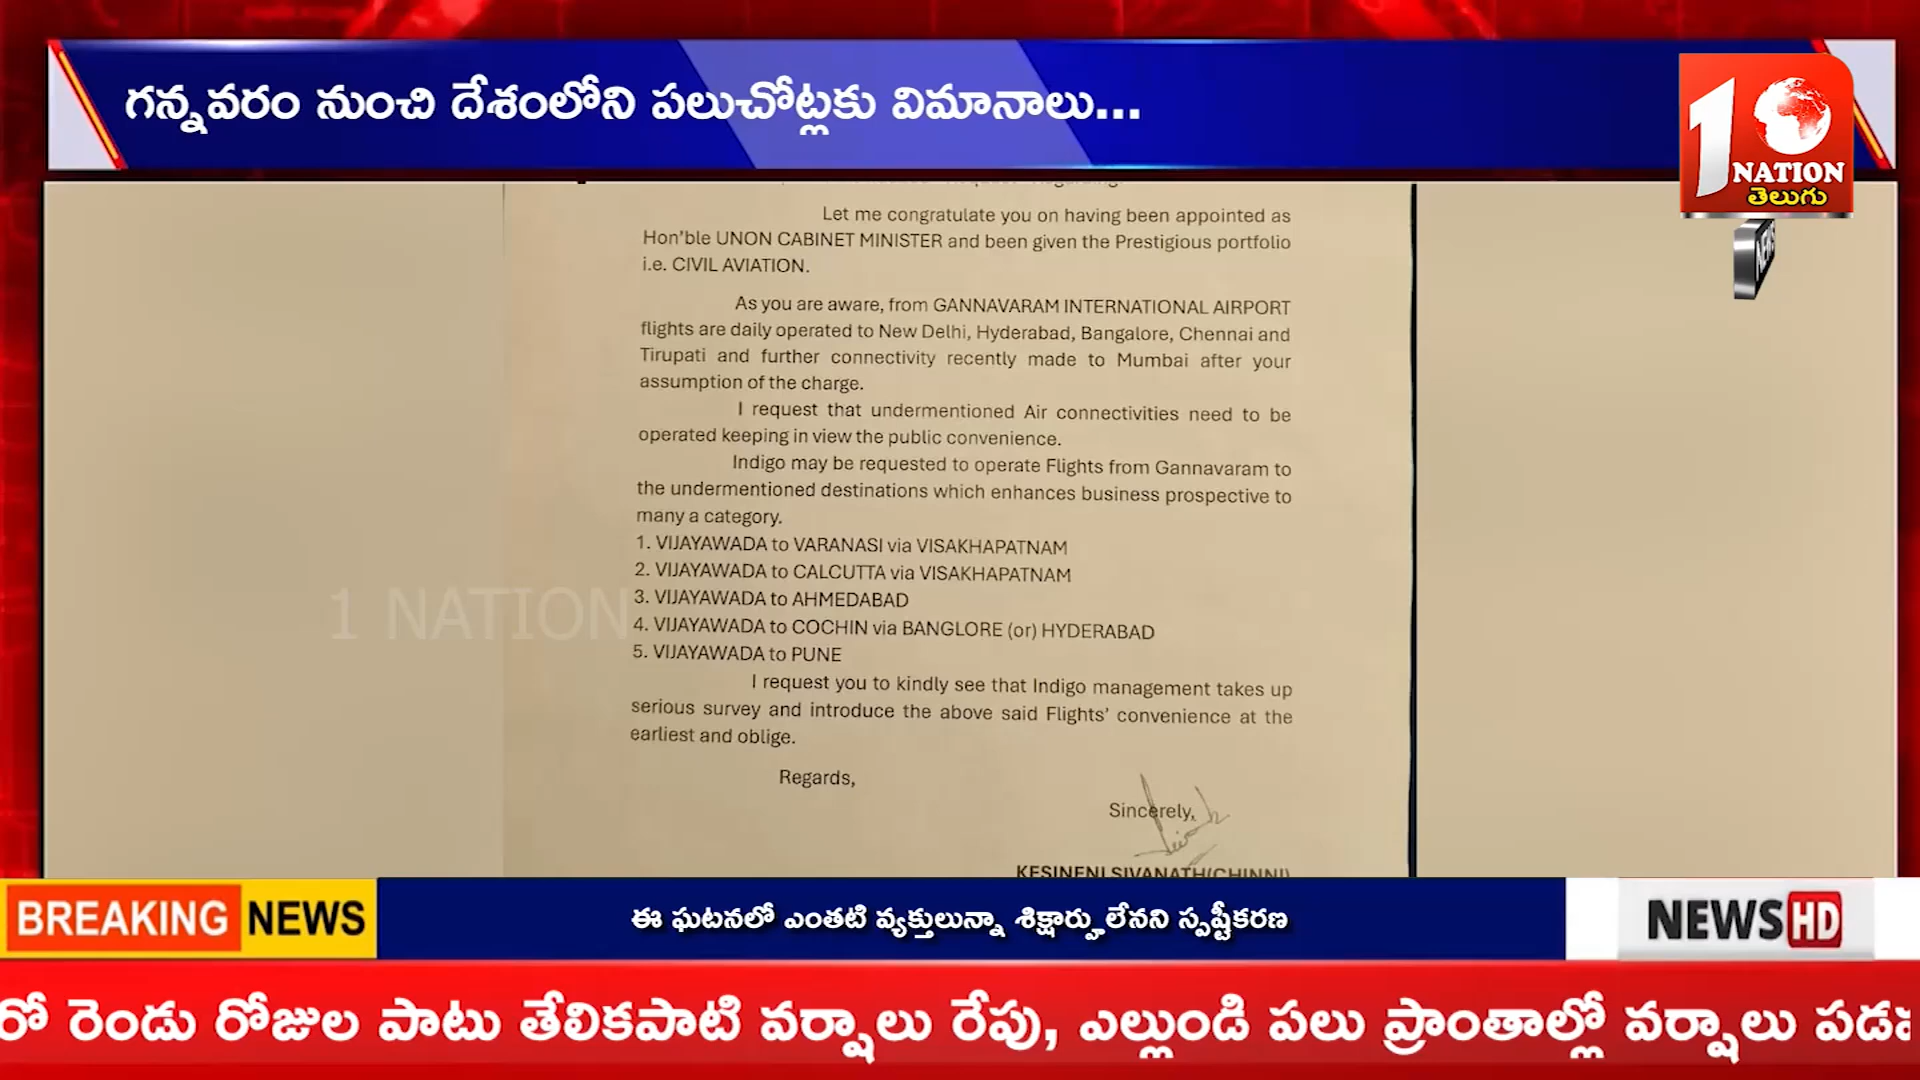 గన్నవరం నుంచి దేశంలోని పలుచోట్లకు విమానాలు...
1
NATION
తెలుగు
NEWS
Let me congratulate you on having been appointed as
Hon'ble UNON CABINET MINISTER and been given the Prestigious portfolio
i.e. CIVIL AVIATION.
As you are aware, from GANNAVARAM INTERNATIONAL AIRPORT
flights are daily operated to New Delhi, Hyderabad, Bangalore, Chennai and
Tirupati and further connectivity recently made to Mumbai after your
assumption of the charge.
I request that undermentioned Air connectivities need to be
operated keeping in view the public convenience.
Indigo may be requested to operate Flights from Gannavaram to
the undermentioned destinations which enhances business prospective to
many a category.
1. VIJAYAWADA to VARANASI via VISAKHAPATNAM
2. VIJAYAWADA to CALCUTTA via VISAKHAPATNAM
3. VIJAYAWADA to AHMEDABAD
4. VIJAYAWADA to COCHIN via BANGLORE (or) HYDERABAD
5. VIJAYAWADA to PUNE
1 NATION
I request you to kindly see that Indigo management takes up
serious survey and introduce the above said Flights' convenience at the
earliest and oblige.
Regards,
Sincerely,
KESINENI SIVANATH(CHINNI)
BREAKING NEWS
ఈ ఘటనలో ఎంతటి వ్యక్తులున్నా శిక్షార్హులేనని స్పష్టీకరణ
NEWS HD
రో రెండు రోజుల పాటు తేలికపాటి వర్షాలు రేపు, ఎల్లుండి పలు ప్రాంతాల్లో వర్షాలు